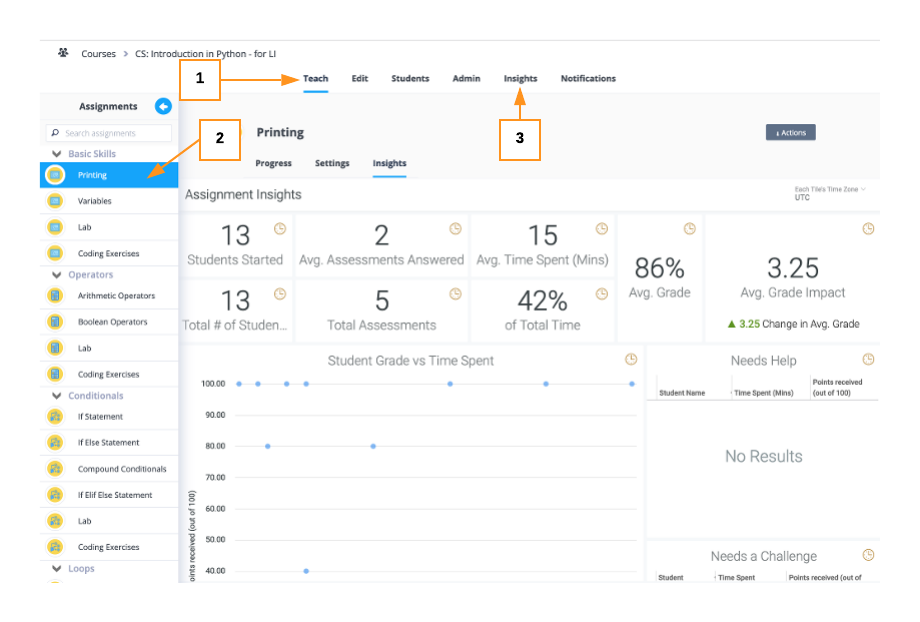 Courses > CS: Introduction in Python - for LI
1
Teach Edit Students Admin Insights Notifications
Assignments
Search assignments
2
3
Printing
Actions
Progress Settings Insights
Basic Skills
Printing
Variables
Lab
Coding Exercises
Operators
Arithmetic Operators
Boolean Operators
Lab
Coding Exercises
Conditionals
If Statement
If Else Statement
Compound Conditionals
If Elif Else Statement
Lab
Coding Exercises
Loops
Assignment Insights
Each Tile's Time Zone
UTC
13
Students Started
2
Avg. Assessments Answered
15
Avg. Time Spent (Mins)
86%
Avg. Grade
3.25
Avg. Grade Impact
▲ 3.25 Change in Avg. Grade
13
Total # of Studen...
5
Total Assessments
42%
of Total Time
Student Grade vs Time Spent
100.00
90.00
80.00
70.00
60.00
50.00
40.00
oints received (out of 100)
Needs Help
Student Name Time Spent (Mins) Points received
(out of 100)
No Results
Needs a Challenge
Student Time Spent Points received (out of